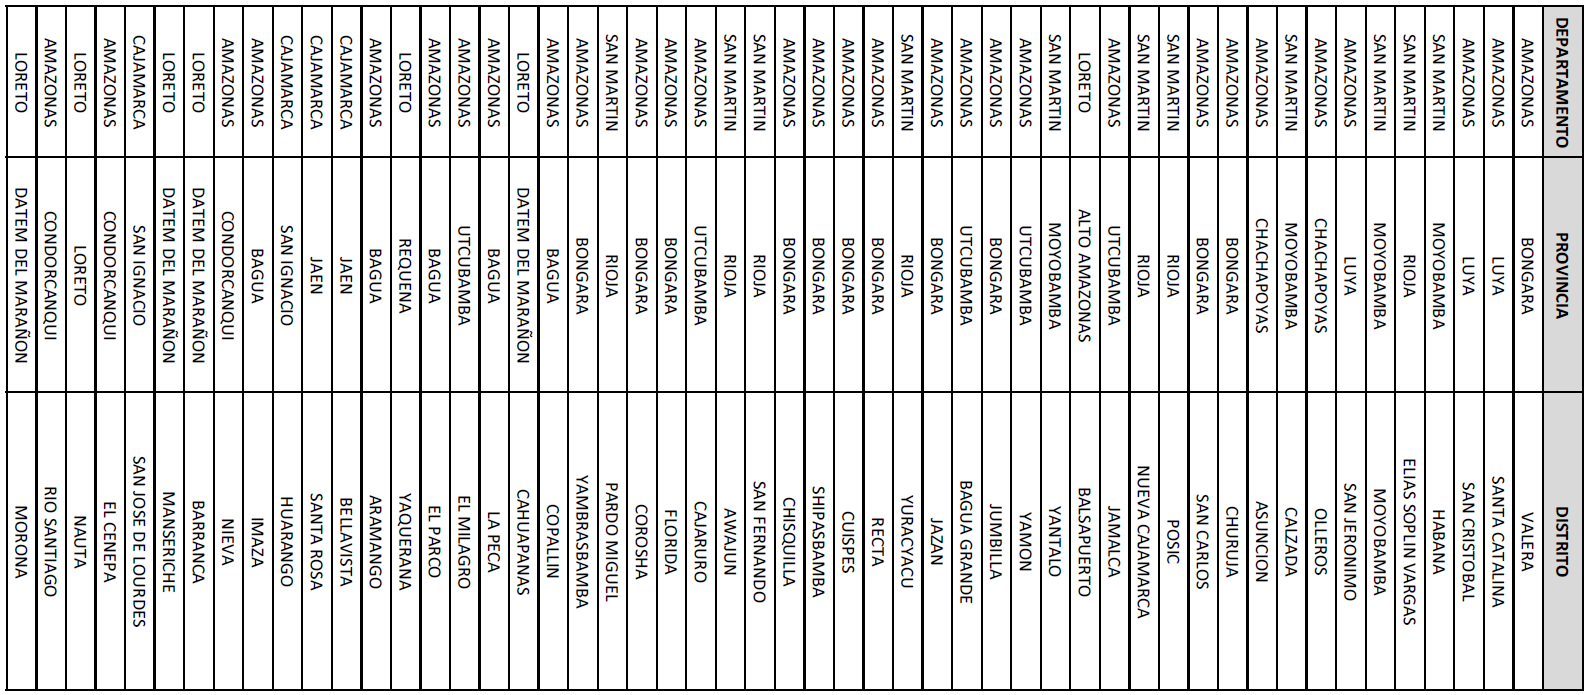 DEPARTAMENTO PROVINCIA DISTRITO
AMAZONAS BONGARA VALERA
AMAZONAS LUYA SANTA CATALINA
AMAZONAS LUYA SAN CRISTOBAL
SAN MARTIN MOYOBAMBA HABANA
SAN MARTIN RIOJA ELIAS SOPLIN VARGAS
SAN MARTIN MOYOBAMBA MOYOBAMBA
AMAZONAS LUYA SAN JERONIMO
AMAZONAS CHACHAPOYAS OLLEROS
SAN MARTIN MOYOBAMBA CALZADA
AMAZONAS CHACHAPOYAS ASUNCION
AMAZONAS BONGARA CHURUJA
AMAZONAS BONGARA SAN CARLOS
SAN MARTIN RIOJA POSIC
SAN MARTIN RIOJA NUEVA CAJAMARCA
AMAZONAS UTCUBAMBA JAMALCA
LORETO ALTO AMAZONAS BALSAPUERTO
SAN MARTIN MOYOBAMBA YANTALO
AMAZONAS UTCUBAMBA YAMON
AMAZONAS BONGARA JUMBILLA
AMAZONAS UTCUBAMBA BAGUA GRANDE
AMAZONAS BONGARA JAZAN
SAN MARTIN RIOJA YURACYACU
AMAZONAS BONGARA RECTA
AMAZONAS BONGARA CUISPES
AMAZONAS BONGARA SHIPASBAMBA
AMAZONAS BONGARA CHISQUILLA
SAN MARTIN RIOJA SAN FERNANDO
SAN MARTIN RIOJA AWAJUN
AMAZONAS UTCUBAMBA CAJARURO
AMAZONAS BONGARA FLORIDA
AMAZONAS BONGARA COROSHA
SAN MARTIN RIOJA PARDO MIGUEL
AMAZONAS BONGARA YAMBRASBAMBA
AMAZONAS BAGUA COPALLIN
LORETO DATEM DEL MARAÑON CAHUAPANAS
AMAZONAS BAGUA LA PECA
AMAZONAS UTCUBAMBA EL MILAGRO
AMAZONAS BAGUA EL PARCO
LORETO REQUENA YAQUERANA
AMAZONAS BAGUA ARAMANGO
CAJAMARCA JAEN BELLAVISTA
CAJAMARCA JAEN SANTA ROSA
CAJAMARCA SAN IGNACIO HUARANGO
AMAZONAS BAGUA IMAZA
AMAZONAS CONDORCANQUI NIEVA
LORETO DATEM DEL MARAÑON BARRANCA
LORETO DATEM DEL MARAÑON MANSERICHE
CAJAMARCA SAN IGNACIO SAN JOSE DE LOURDES
AMAZONAS CONDORCANQUI EL CENEPA
LORETO LORETO NAUTA
AMAZONAS CONDORCANQUI RIO SANTIAGO
LORETO DATEM DEL MARAÑON MORONA